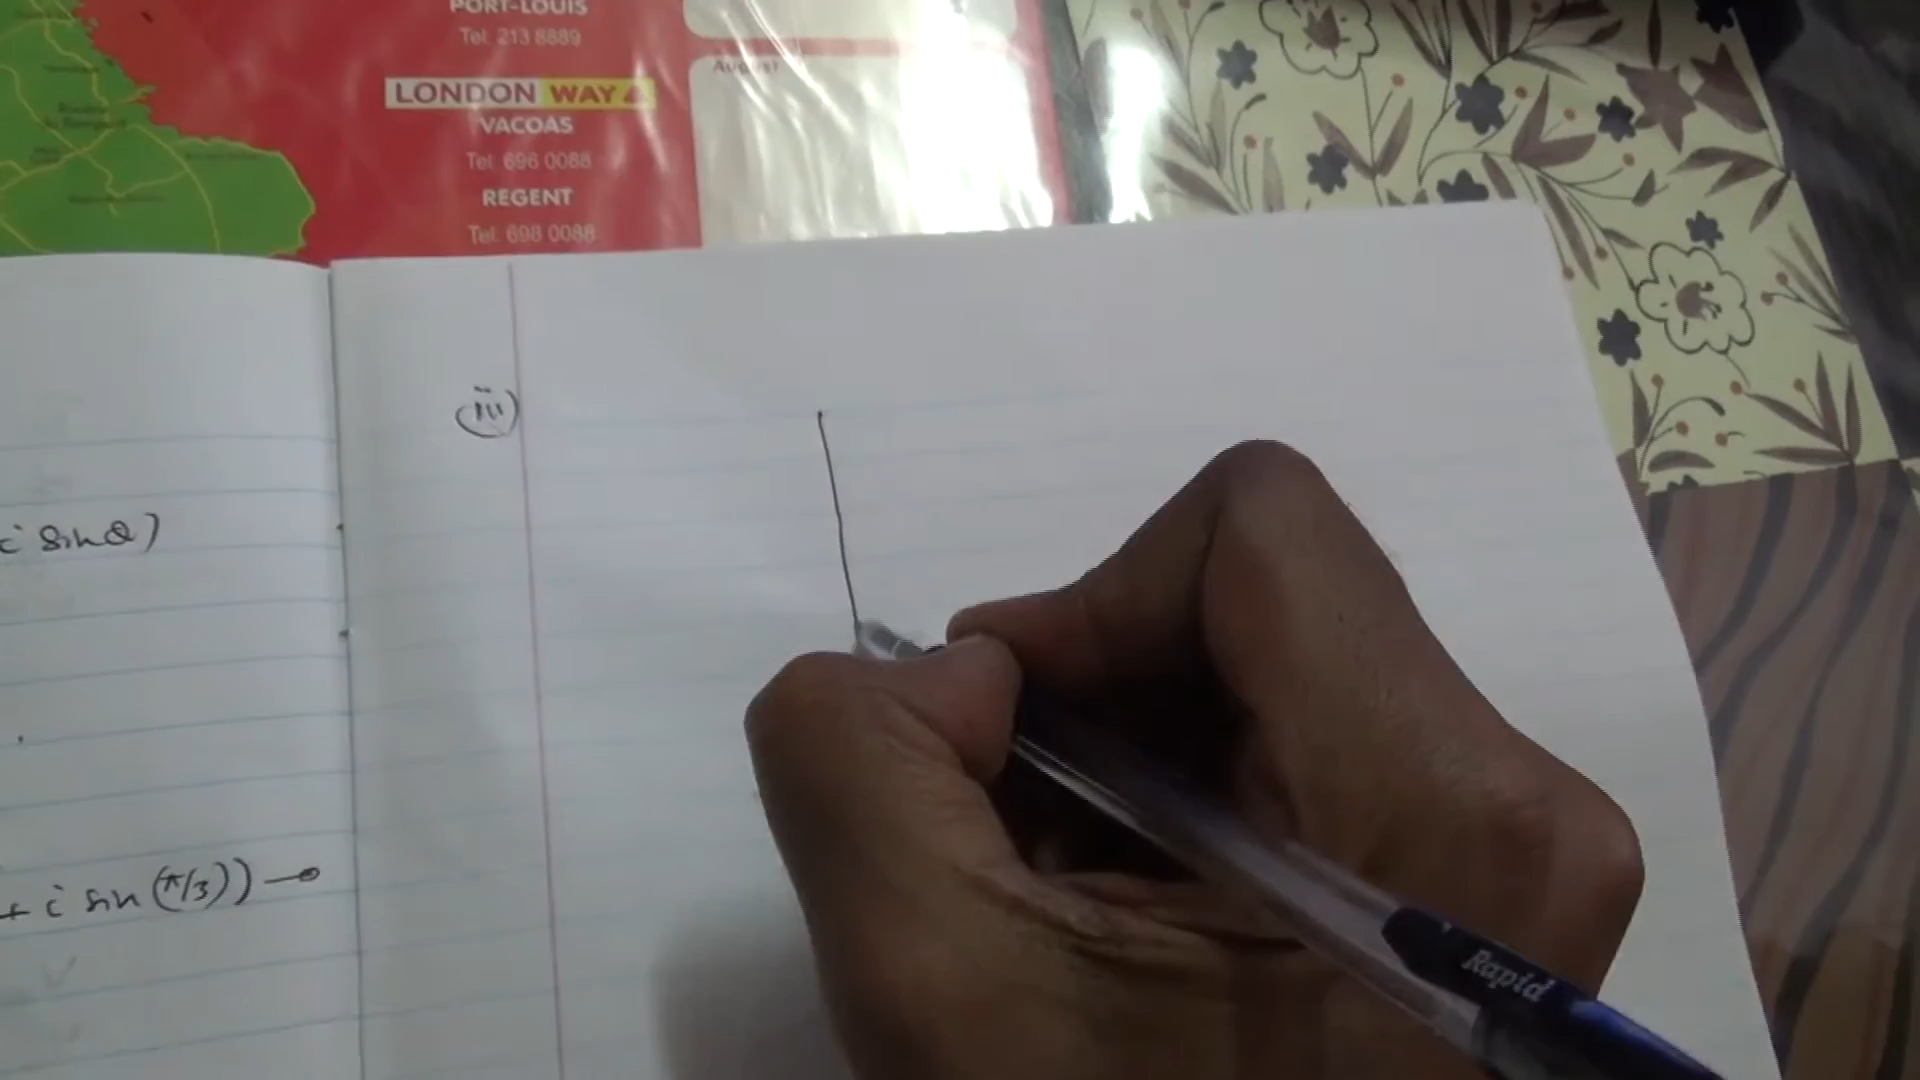 PORT-LOUIS
Tel: 213 8889
LONDON WAY
VACOAS
Tel: 696 0088
REGENT
Tel: 698 0088
August
(iii)
i sinθ)
+ i sin (π/3))
Rapid